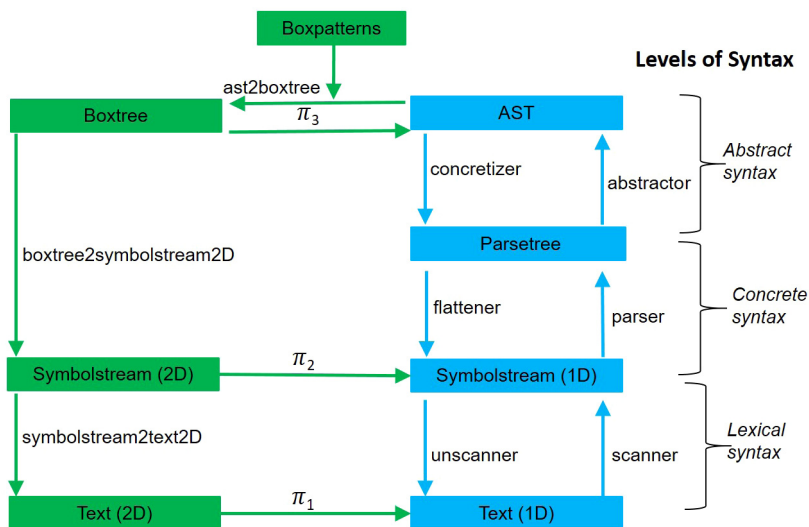 Boxpatterns
Levels of Syntax
ast2boxtree
Boxtree
π₃
AST
Abstract
syntax
concretizer
abstractor
Parsetree
boxtree2symbolstream2D
flattener
parser
Concrete
syntax
π₂
Symbolstream (2D)
Symbolstream (1D)
symbolstream2text2D
unscanner
scanner
Lexical
syntax
π₁
Text (2D)
Text (1D)